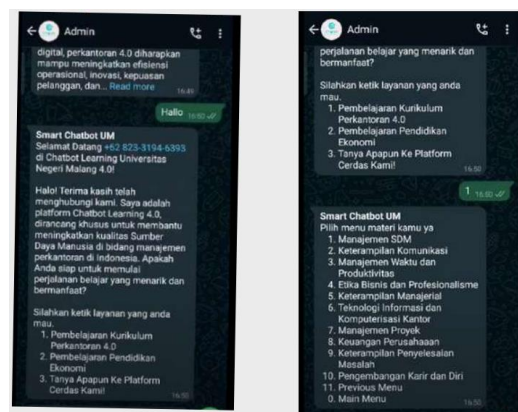 Admin
digital, perkantoran 4.0 diharapkan
mampu meningkatkan efisiensi
operasional, inovasi, kepuasan
pelanggan, dan... Read more 16:49
Hallo 16:50
Smart Chatbot UM
Selamat Datang +62 823-3194-6393
di Chatbot Learning Universitas
Negeri Malang 4.0!
Halo! Terima kasih telah
menghubungi kami. Saya adalah
platform Chatbot Learning 4.0,
dirancang khusus untuk membantu
meningkatkan kualitas Sumber
Daya Manusia di bidang manajemen
perkantoran di Indonesia. Apakah
Anda siap untuk memulai
perjalanan belajar yang menarik dan
bermanfaat?
Silahkan ketik layanan yang anda
mau.
1. Pembelajaran Kurikulum
Perkantoran 4.0
2. Pembelajaran Pendidikan
Ekonomi
3. Tanya Apapun Ke Platform
Cerdas Kami!
16:50
Admin
perjalanan belajar yang menarik dan
bermanfaat?
Silahkan ketik layanan yang anda
mau.
1. Pembelajaran Kurikulum
Perkantoran 4.0
2. Pembelajaran Pendidikan
Ekonomi
3. Tanya Apapun Ke Platform
Cerdas Kami!
16:50
1 16:50
Smart Chatbot UM
Pilih menu materi kamu ya
1. Manajemen SDM
2. Keterampilan Komunikasi
3. Manajemen Waktu dan
Produktivitas
4. Etika Bisnis dan Profesionalisme
5. Keterampilan Manajerial
6. Teknologi Informasi dan
Komputerisasi Kantor
7. Manajemen Proyek
8. Keuangan Perusahaaan
9. Keterampilan Penyelesaian
Masalah
10. Pengembangan Karir dan Diri
11. Previous Menu
0. Main Menu
16:50